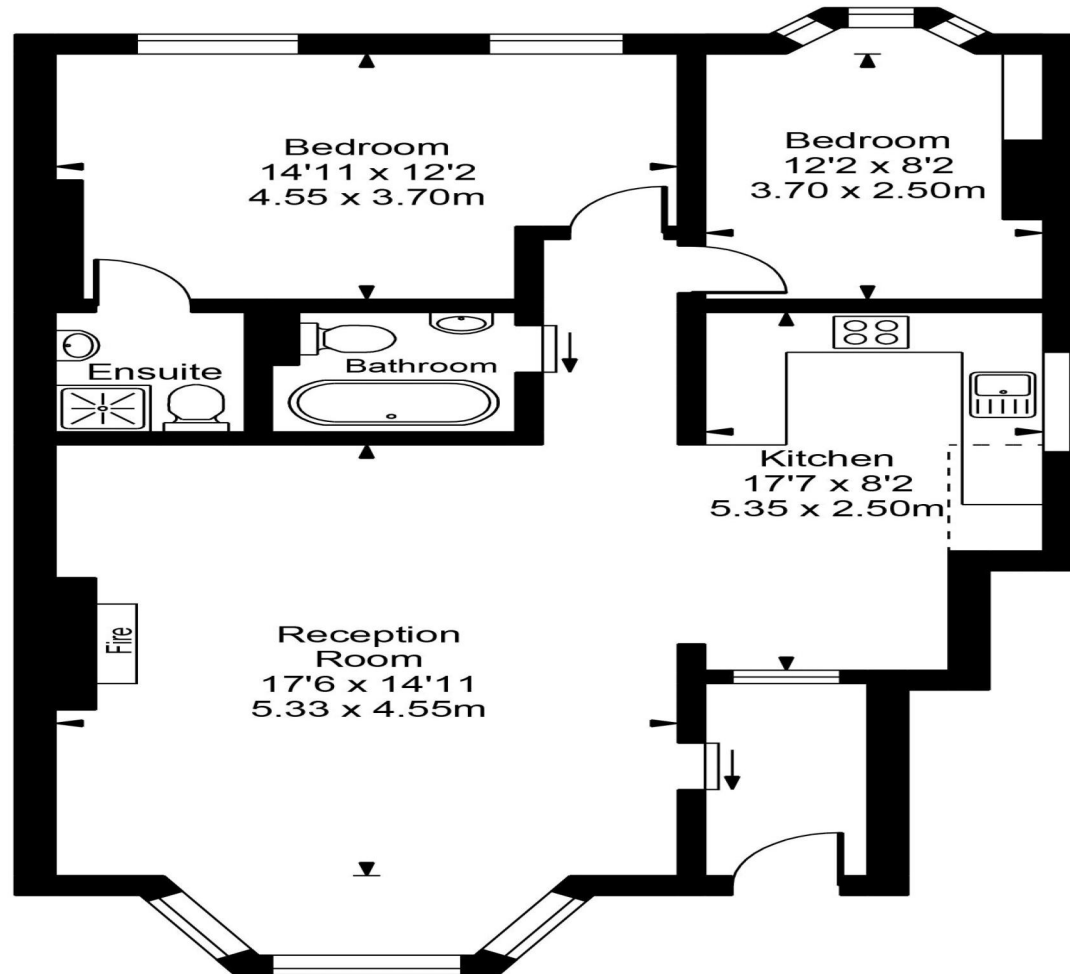 Bedroom
14'11 x 12'2
4.55 x 3.70m
Bedroom
12'2 x 8'2
3.70 x 2.50m
Ensuite
Bathroom
Kitchen
17'7 x 8'2
5.35 x 2.50m
Fire
Reception
Room
17'6 x 14'11
5.33 x 4.55m